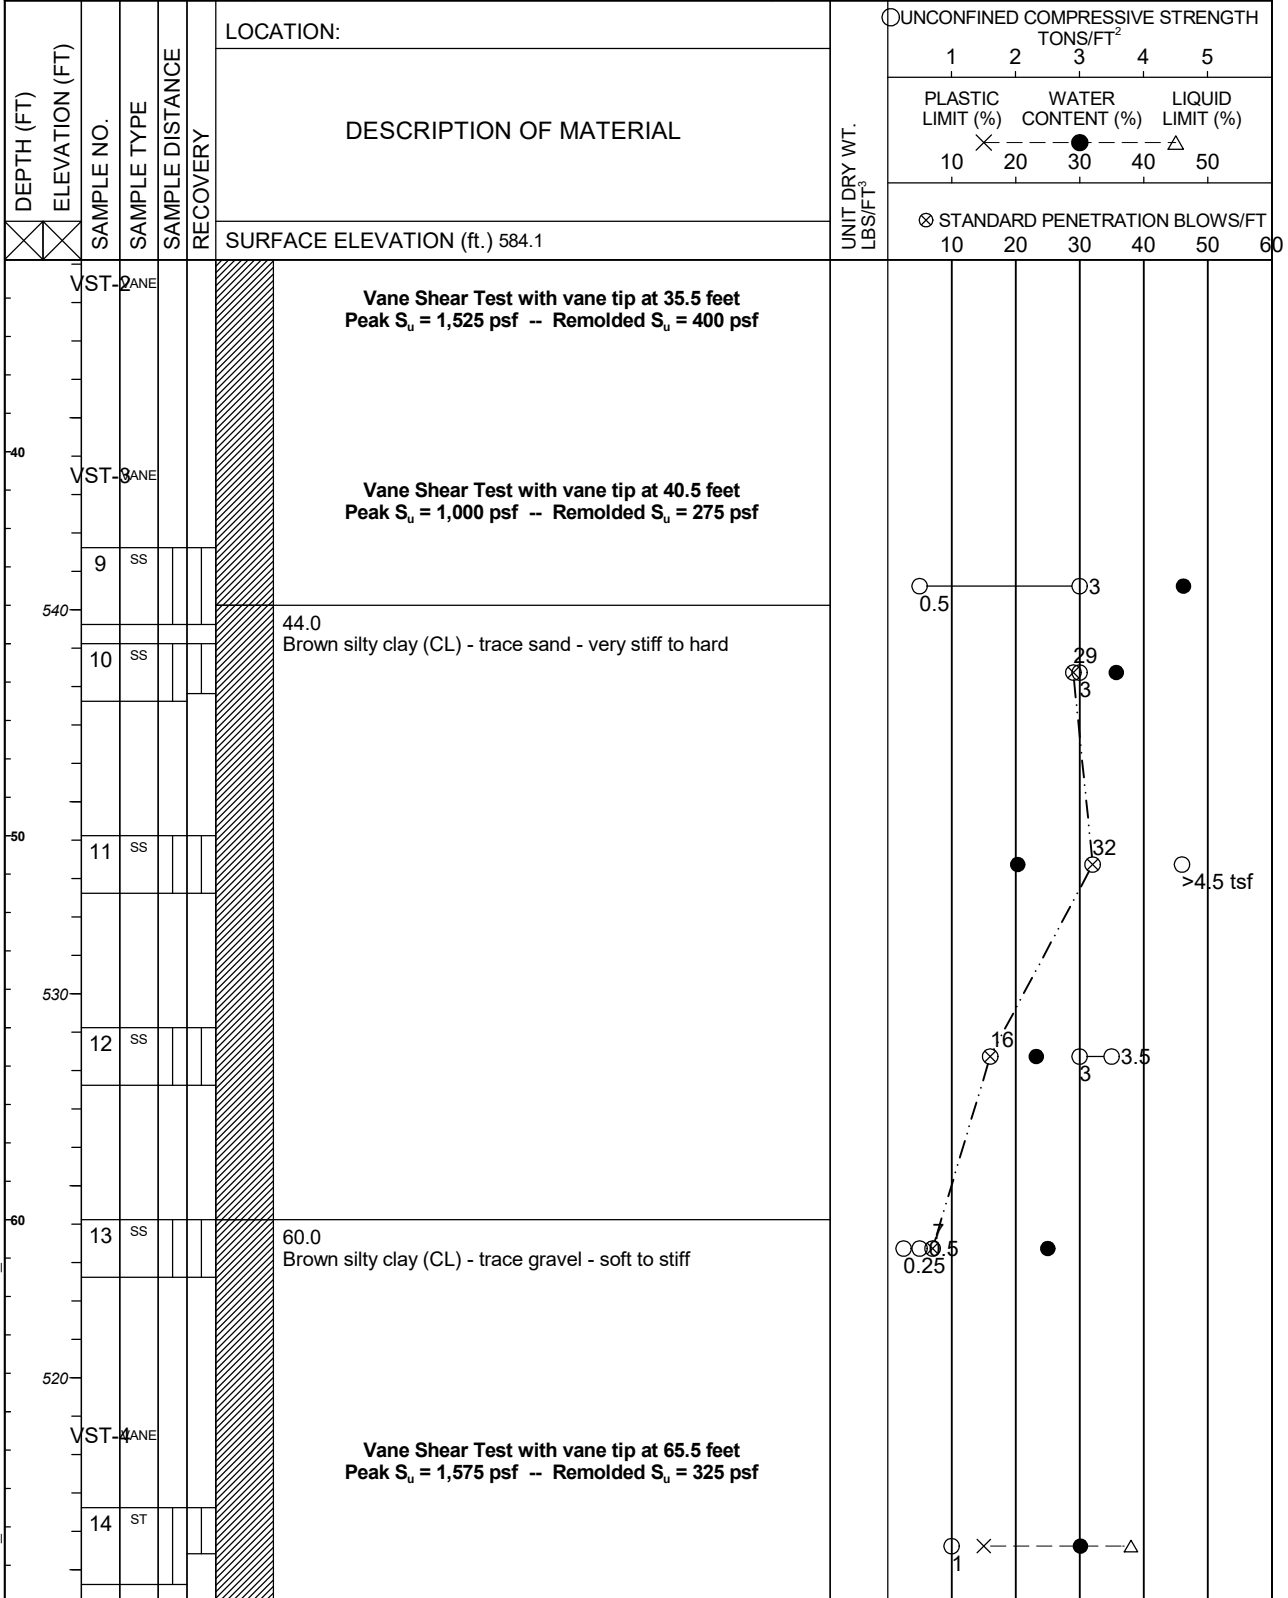 DEPTH (FT)
ELEVATION (FT)
SAMPLE NO.
SAMPLE TYPE
SAMPLE DISTANCE
RECOVERY
LOCATION:
DESCRIPTION OF MATERIAL
SURFACE ELEVATION (ft.) 584.1
UNIT DRY WT.
LBS/FT3
UNCONFINED COMPRESSIVE STRENGTH
TONS/FT2
1 2 3 4 5
PLASTIC WATER LIQUID
LIMIT (%) CONTENT (%) LIMIT (%)
10 20 30 40 50
STANDARD PENETRATION BLOWS/FT
10 20 30 40 50 60
VST-2 VANE
Vane Shear Test with vane tip at 35.5 feet
Peak Su = 1,525 psf -- Remolded Su = 400 psf
40
VST-3 VANE
Vane Shear Test with vane tip at 40.5 feet
Peak Su = 1,000 psf -- Remolded Su = 275 psf
9 SS
3
0.5
540
44.0
Brown silty clay (CL) - trace sand - very stiff to hard
10 SS
29
3
50
11 SS
32
>4.5 tsf
530
12 SS
16
3.5
3
60
13 SS
60.0
Brown silty clay (CL) - trace gravel - soft to stiff
7
0.5
0.25
520
VST-4 VANE
Vane Shear Test with vane tip at 65.5 feet
Peak Su = 1,575 psf -- Remolded Su = 325 psf
14 ST
1